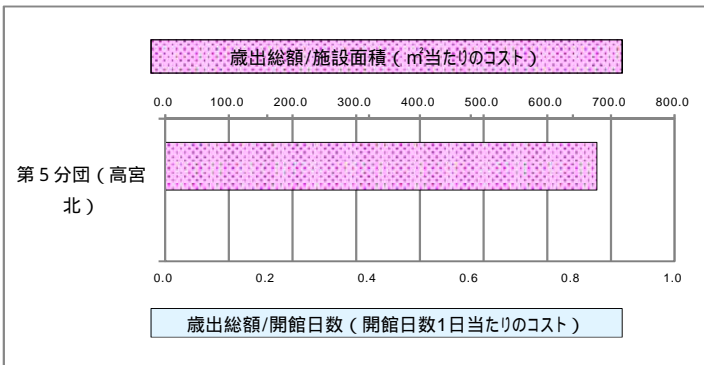 歳出総額/施設面積（㎡当たりのコスト）
0.0 100.0 200.0 300.0 400.0 500.0 600.0 700.0 800.0
第５分団（高宮
北）
0.0 0.2 0.4 0.6 0.8 1.0
歳出総額/開館日数（開館日数1日当たりのコスト）